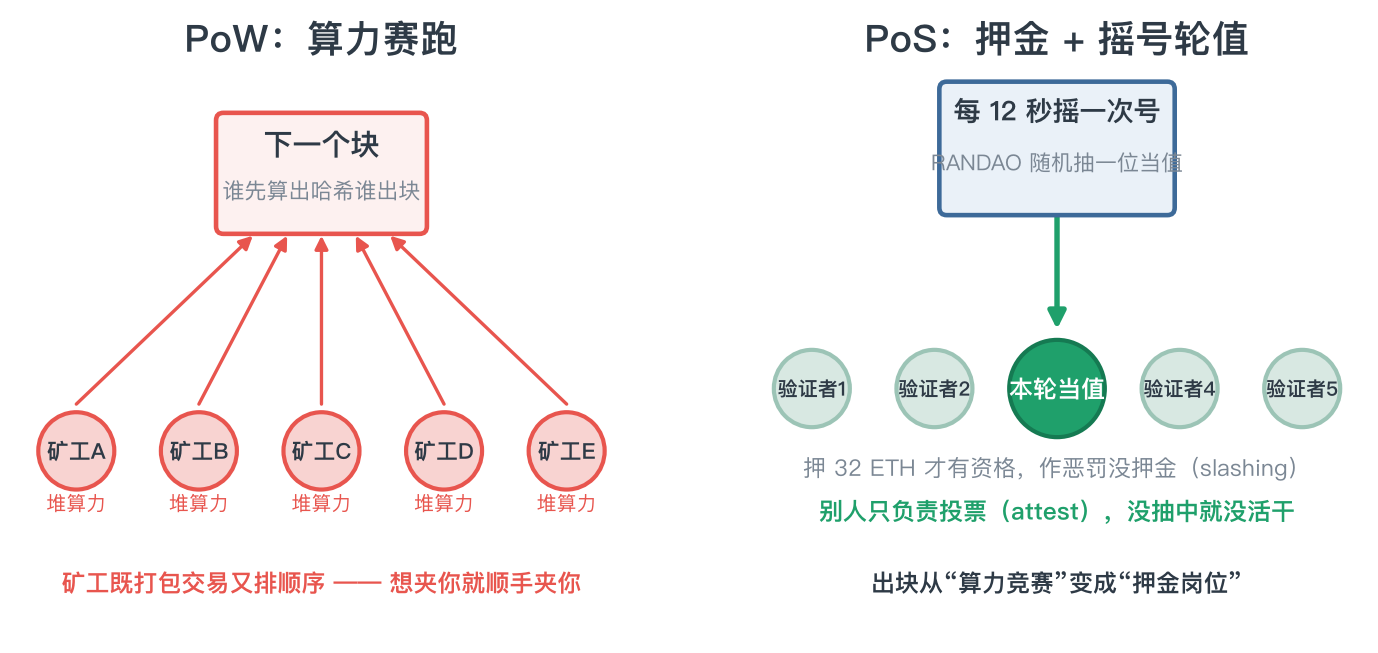 PoW：算力赛跑
下一个块
谁先算出哈希谁出块
矿工A
矿工B
矿工C
矿工D
矿工E
堆算力
堆算力
堆算力
堆算力
堆算力
矿工既打包交易又排顺序 —— 想夹你就顺手夹你
PoS：押金 + 摇号轮值
每 12 秒摇一次号
RANDAO 随机抽一位当值
验证者1
验证者2
本轮当值
验证者4
验证者5
押 32 ETH 才有资格，作恶罚没押金（slashing）
别人只负责投票（attest），没抽中就没活干
出块从“算力竞赛”变成“押金岗位”